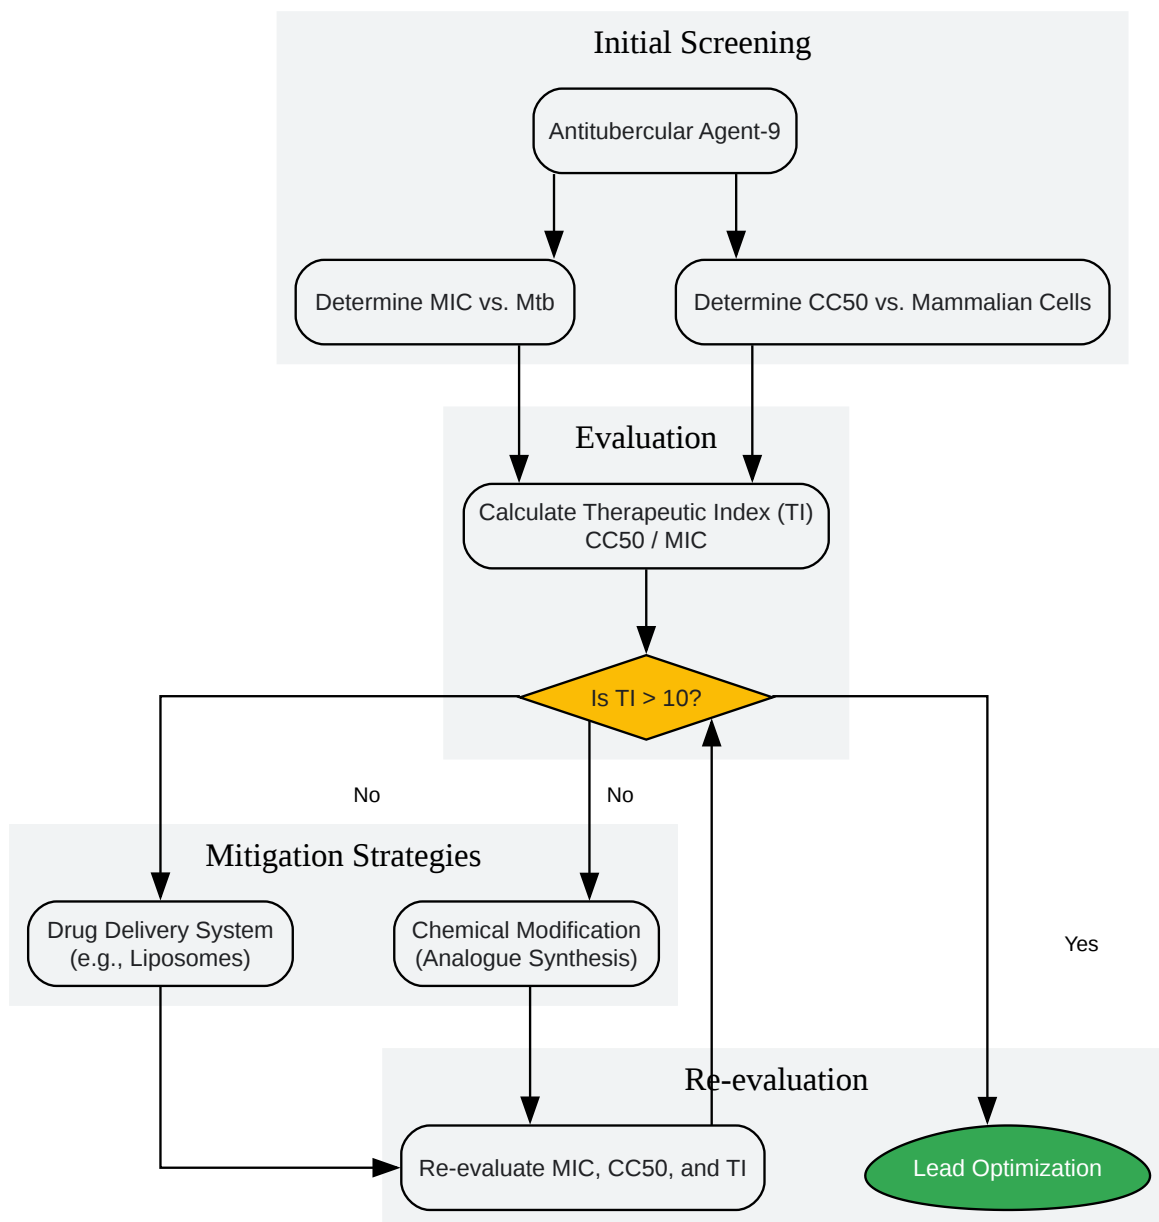 Initial Screening
Antitubercular Agent-9
Determine MIC vs. Mtb
Determine CC50 vs. Mammalian Cells
Evaluation
Calculate Therapeutic Index (TI)
CC50 / MIC
Is TI > 10?
No
No
Mitigation Strategies
Drug Delivery System
(e.g., Liposomes)
Chemical Modification
(Analogue Synthesis)
Yes
Re-evaluation
Re-evaluate MIC, CC50, and TI
Lead Optimization